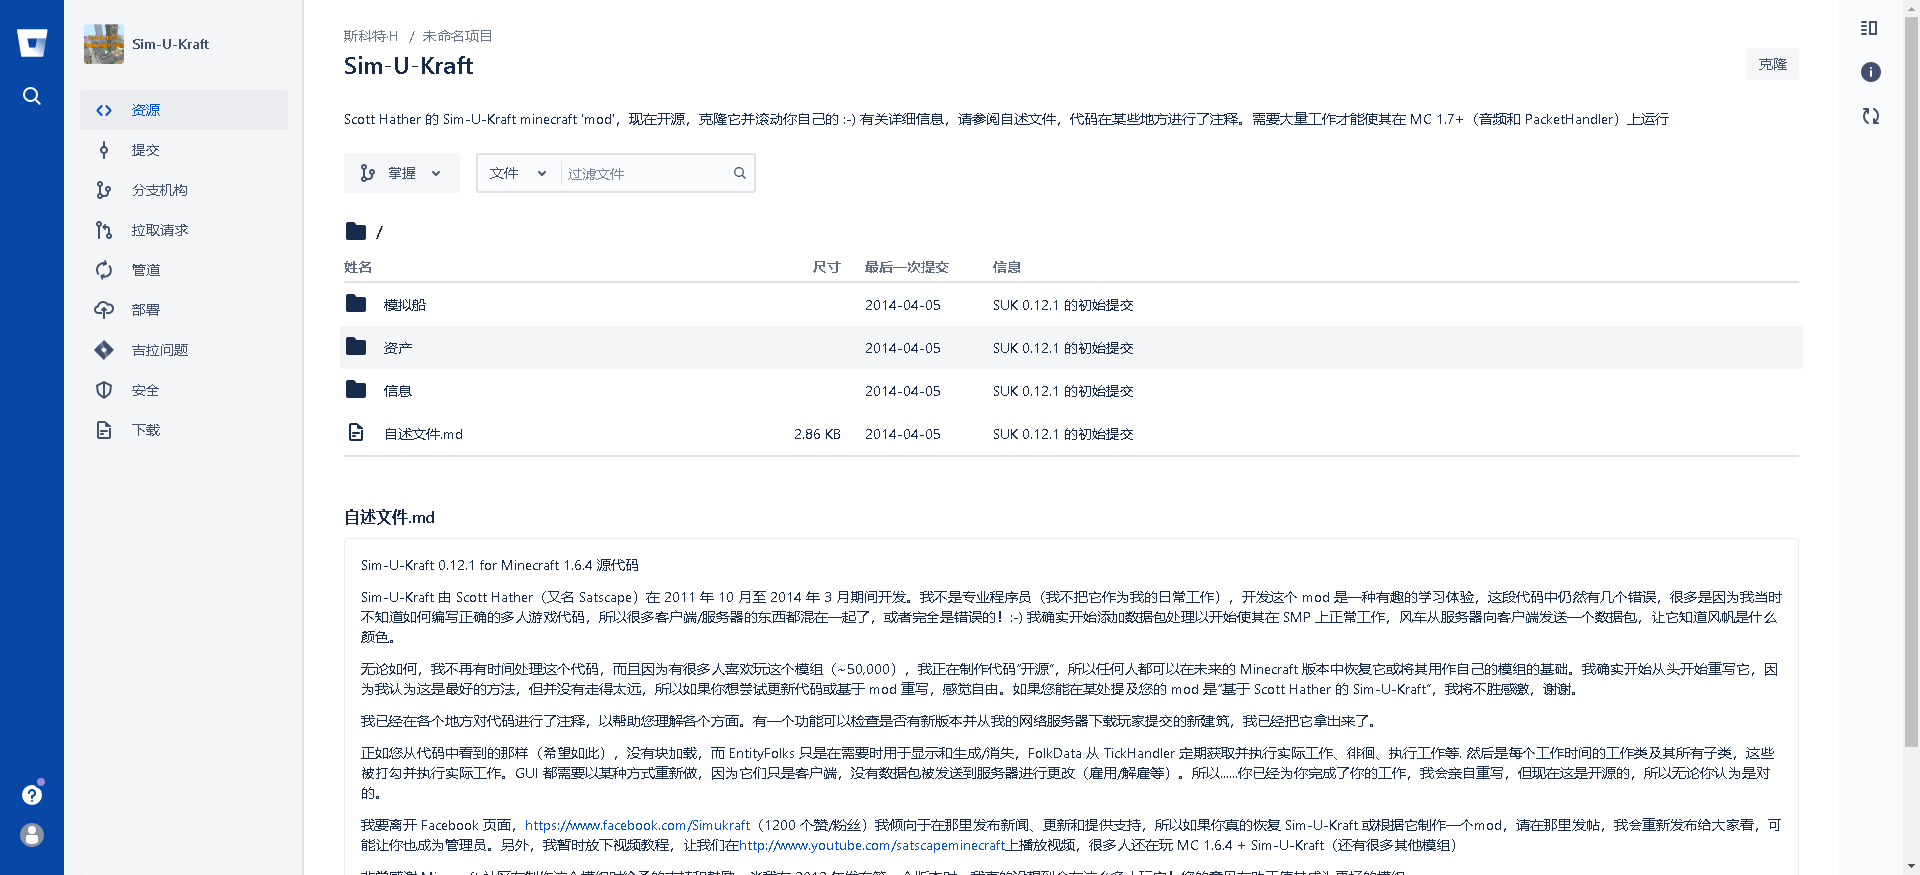 Sim-U-Kraft
资源
提交
分支机构
拉取请求
管道
部署
吉拉问题
安全
下载
斯科特·H / 未命名项目
Sim-U-Kraft
克隆
Scott Hather 的 Sim-U-Kraft minecraft 'mod'，现在开源，克隆它并滚动你自己的 :-) 有关详细信息，请参阅自述文件，代码在某些地方进行了注释。需要大量工作才能使其在 MC 1.7+（音频和 PacketHandler）上运行
掌握
文件
过滤文件
/
姓名 尺寸 最后一次提交 信息
模拟船 2014-04-05 SUK 0.12.1 的初始提交
资产 2014-04-05 SUK 0.12.1 的初始提交
信息 2014-04-05 SUK 0.12.1 的初始提交
自述文件.md 2.86 KB 2014-04-05 SUK 0.12.1 的初始提交
自述文件.md
Sim-U-Kraft 0.12.1 for Minecraft 1.6.4 源代码
Sim-U-Kraft 由 Scott Hather（又名 Satscape）在 2011 年 10 月至 2014 年 3 月期间开发。我不是专业程序员（我不把它作为我的日常工作），开发这个 mod 是一种有趣的学习体验，这段代码中仍然有几个错误，很多是因为我当时
不知道如何编写正确的多人游戏代码，所以很多客户端/服务器的东西都混在一起了，或者完全是错误的！:-) 我确实开始添加数据包处理以开始使其在 SMP 上正常工作，风车从服务器向客户端发送一个数据包，让它知道风帆是什么
颜色。
无论如何，我不再有时间处理这个代码，而且因为有很多人喜欢玩这个模组（~50,000），我正在制作代码“开源”，所以任何人都可以在未来的 Minecraft 版本中恢复它或将其用作自己的模组的基础。我确实开始从头开始重写它，因
为我认为这是最好的方法，但并没有走得太远，所以如果你想尝试更新代码或基于 mod 重写，感觉自由。如果您能在某处提及您的 mod 是“基于 Scott Hather 的 Sim-U-Kraft”，我将不胜感激，谢谢。
我已经在各个地方对代码进行了注释，以帮助您理解各个方面。有一个功能可以检查是否有新版本并从我的网络服务器下载玩家提交的新建筑，我已经把它拿出来了。
正如您从代码中看到的那样（希望如此），没有块加载，而 EntityFolks 只是在需要时用于显示和生成/消失，FolkData 从 TickHandler 定期获取并执行实际工作、徘徊、执行工作等. 然后是每个工作时间的工作类及其所有子类，这些
被打勾并执行实际工作。GUI 都需要以某种方式重新做，因为它们只是客户端，没有数据包被发送到服务器进行更改（雇用/解雇等）。所以......你已经为你完成了你的工作，我会亲自重写，但现在这是开源的，所以无论你认为是对
的。
我要离开 Facebook 页面，https://www.facebook.com/Simukraft（1200 个赞/粉丝）我倾向于在那里发布新闻、更新和提供支持，所以如果你真的恢复 Sim-U-Kraft 或根据它制作一个mod，请在那里发帖，我会重新发布给大家看，可
能让你也成为管理员。另外，我暂时放下视频教程，让我们在http://www.youtube.com/satscapeminecraft上播放视频，很多人还在玩 MC 1.6.4 + Sim-U-Kraft（还有很多其他模组）